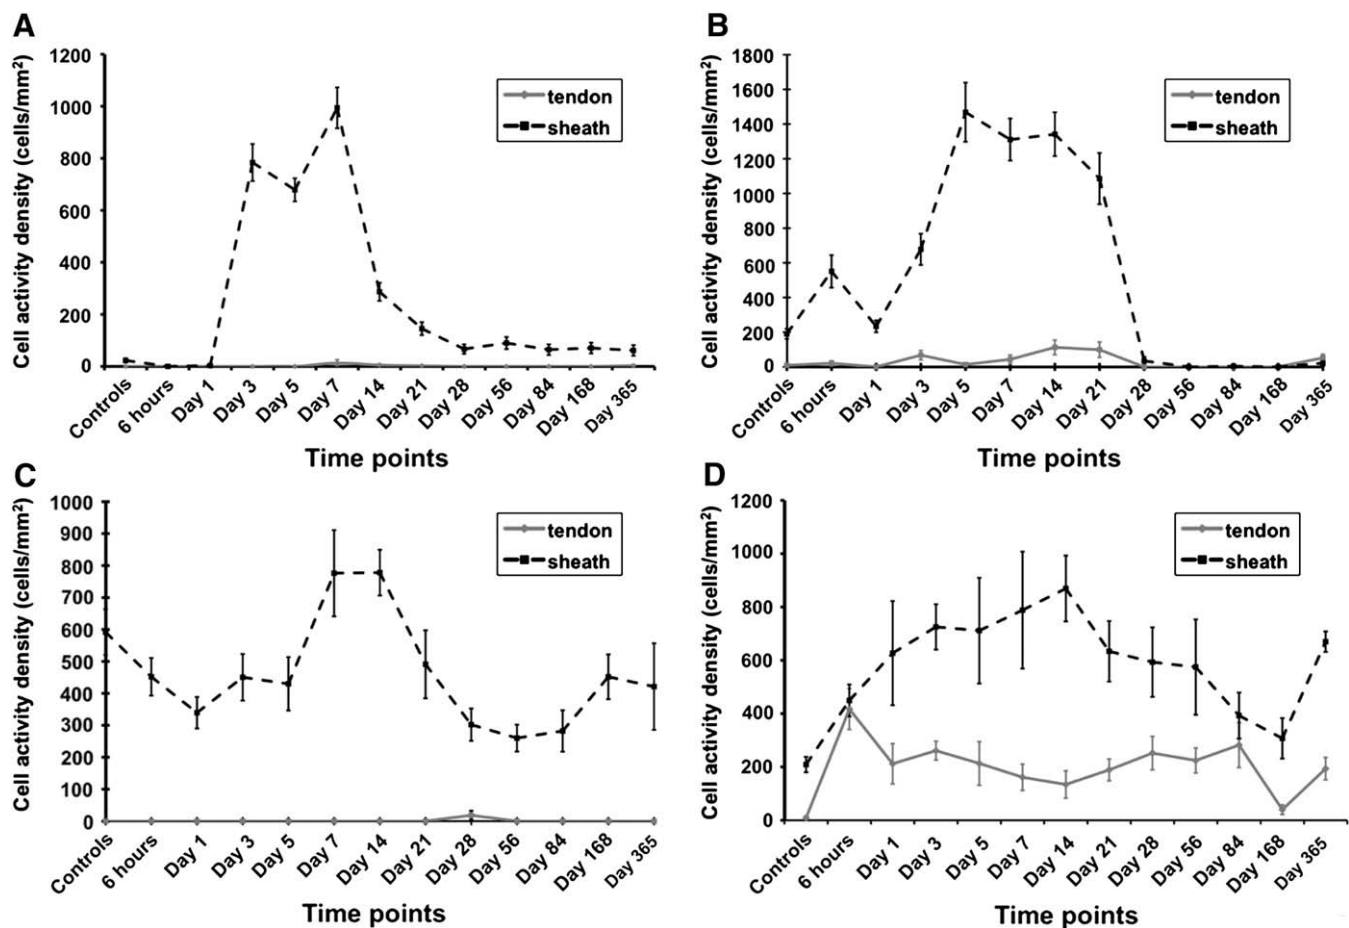 A
Cell activity density (cells/mm²)
1200
1000
800
600
400
200
0
tendon
sheath
Controls
6 hours
Day 1
Day 3
Day 5
Day 7
Day 14
Day 21
Day 28
Day 56
Day 84
Day 168
Day 365
Time points
B
Cell activity density (cells/mm²)
1800
1600
1400
1200
1000
800
600
400
200
0
tendon
sheath
Controls
6 hours
Day 1
Day 3
Day 5
Day 7
Day 14
Day 21
Day 28
Day 56
Day 84
Day 168
Day 365
Time points
C
Cell activity density (cells/mm²)
1000
900
800
700
600
500
400
300
200
100
0
tendon
sheath
Controls
6 hours
Day 1
Day 3
Day 5
Day 7
Day 14
Day 21
Day 28
Day 56
Day 84
Day 168
Day 365
Time points
D
Cell activity density (cells/mm²)
1200
1000
800
600
400
200
0
tendon
sheath
Controls
6 hours
Day 1
Day 3
Day 5
Day 7
Day 14
Day 21
Day 28
Day 56
Day 84
Day 168
Day 365
Time points